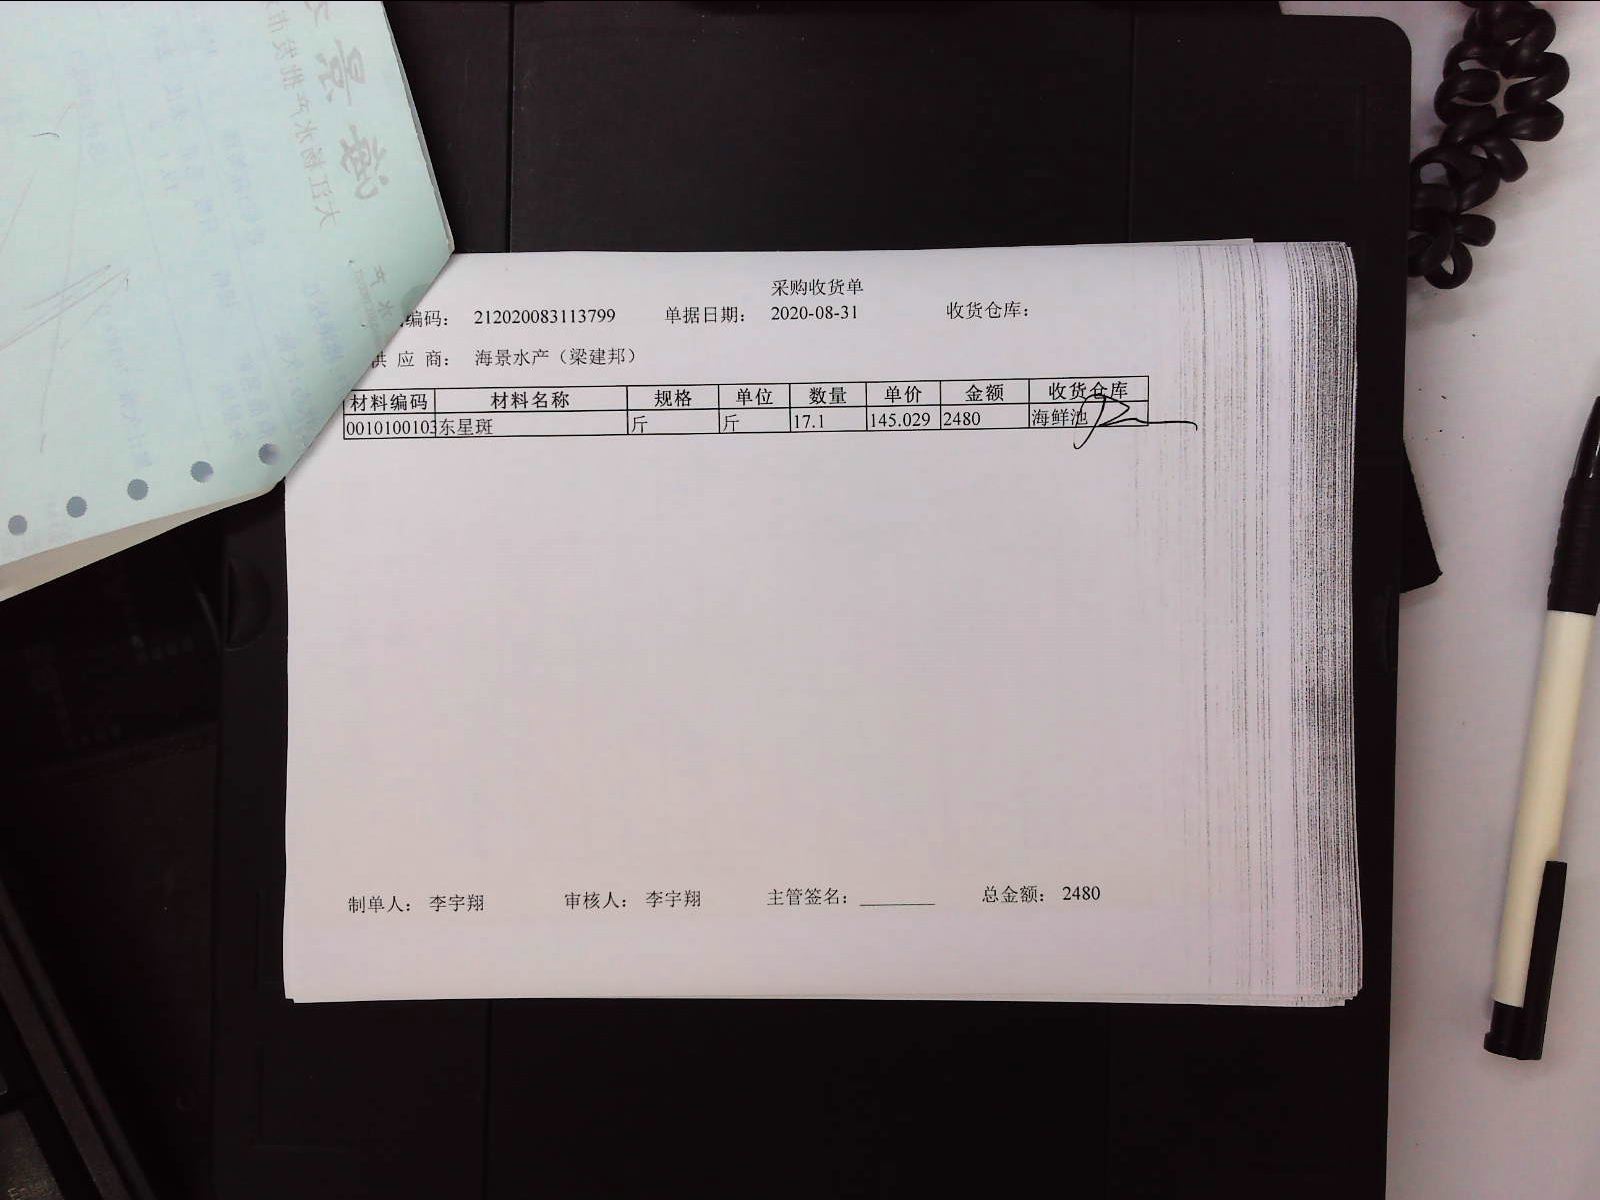 采购收货单
编码： 212020083113799 单据日期： 2020-08-31 收货仓库：
供 应 商： 海景水产（梁建邦）
材料编码 材料名称 规格 单位 数量 单价 金额 收货仓库
0010100103 东星斑 斤 斤 17.1 145.029 2480 海鲜池
制单人： 李宇翔 审核人： 李宇翔 主管签名： 总金额： 2480